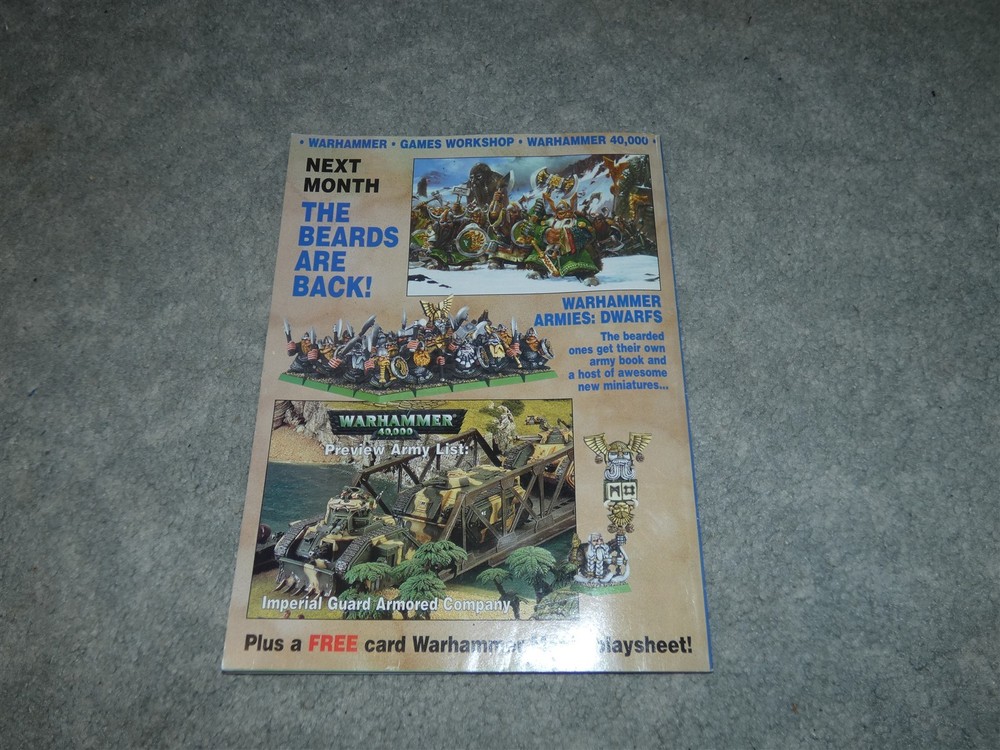 • WARHAMMER • GAMES WORKSHOP • WARHAMMER 40,000
NEXT
MONTH
THE
BEARDS
ARE
BACK!
WARHAMMER
ARMIES: DWARFS
The bearded
ones get their own
army book and
a host of awesome
new miniatures...
WARHAMMER
40,000
Preview Army List:
Imperial Guard Armored Company
Plus a FREE card Warhammer playsheet!